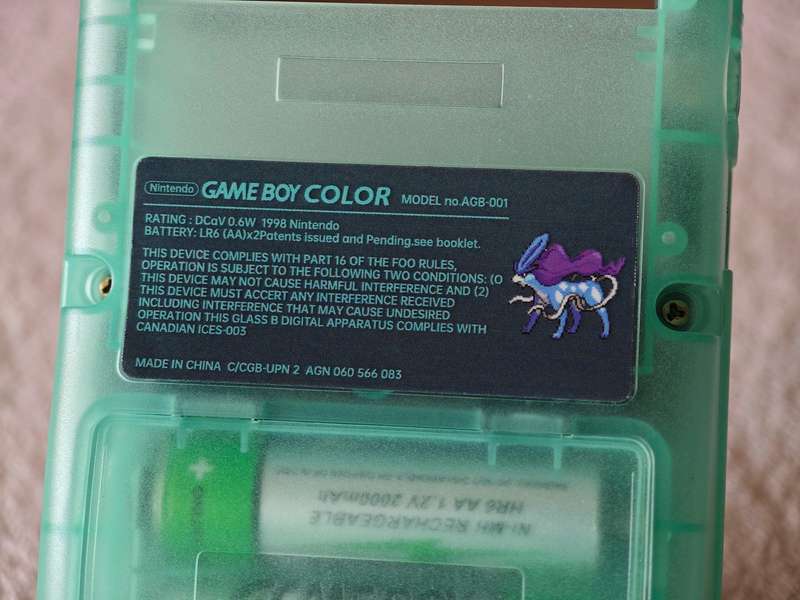 Nintendo GAME BOY COLOR MODEL no.AGB-001
RATING : DCaV 0.6W 1998 Nintendo
BATTERY: LR6 (AA)x2Patents issued and Pending.see booklet.
THIS DEVICE COMPLIES WITH PART 16 OF THE FOO RULES,
OPERATION IS SUBJECT TO THE FOLLOWING TWO CONDITIONS: (O
THIS DEVICE MAY NOT CAUSE HARMFUL INTERFERENCE AND (2)
THIS DEVICE MUST ACCERT ANY INTERFERENCE RECEIVED
INCLUDING INTERFERENCE THAT MAY CAUSE UNDESIRED
OPERATION THIS GLASS B DIGITAL APPARATUS COMPLIES WITH
CANADIAN ICES-003
MADE IN CHINA C/CGB-UPN 2 AGN 060 566 083
HR6 AA 1.2V 2000mAh
Ni-MH RECHARGEABLE